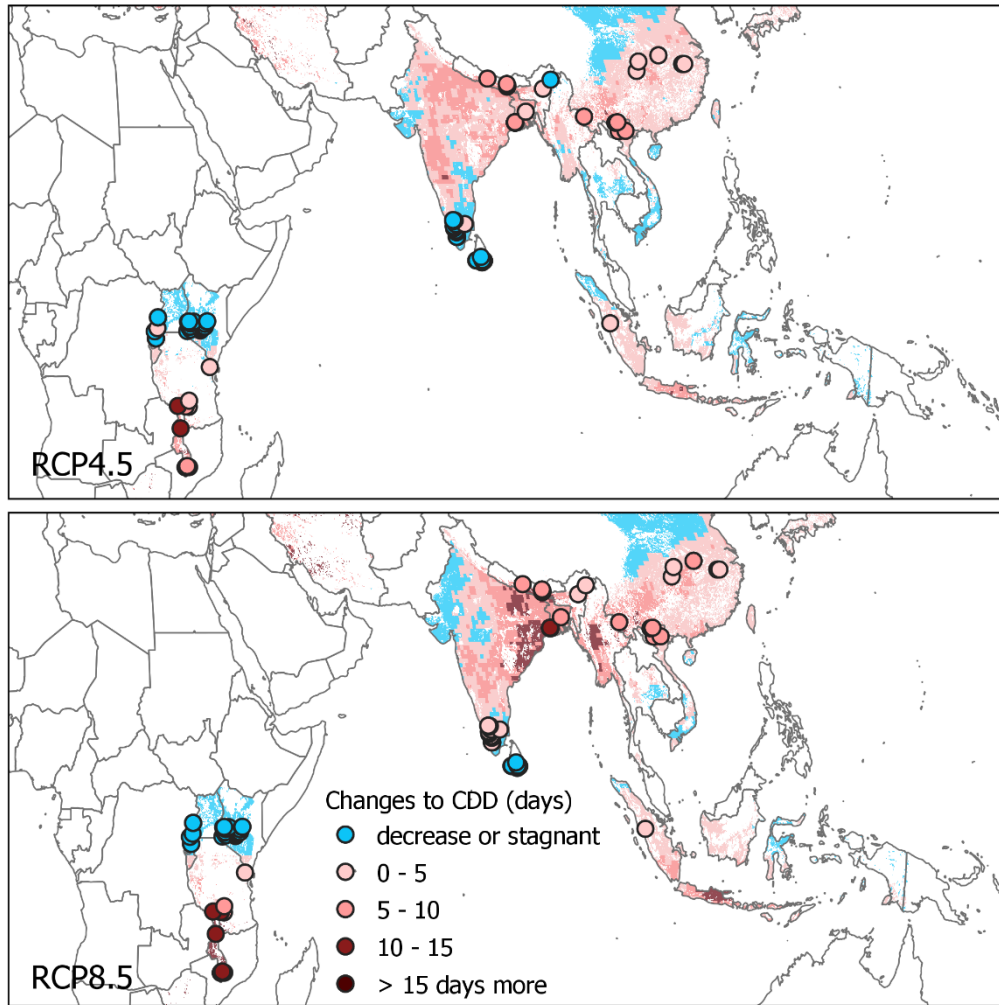 RCP4.5
Changes to CDD (days)
decrease or stagnant
0 - 5
5 - 10
10 - 15
> 15 days more
RCP8.5